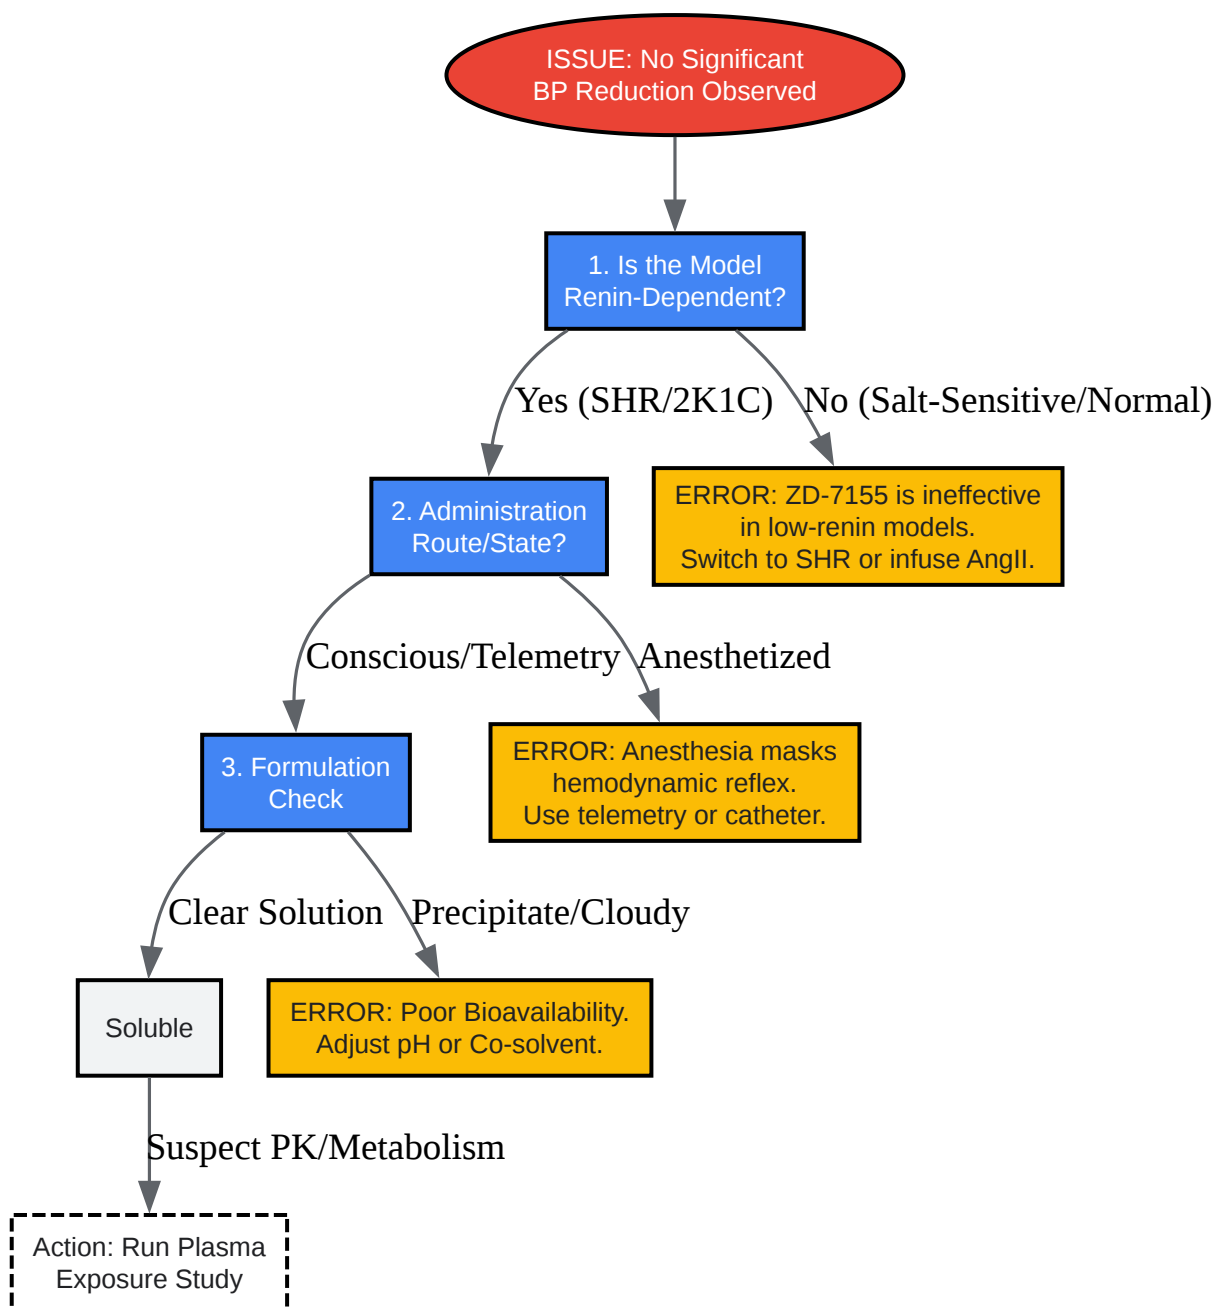 ISSUE: No Significant
BP Reduction Observed
1. Is the Model
Renin-Dependent?
Yes (SHR/2K1C)
No (Salt-Sensitive/Normal)
2. Administration
Route/State?
ERROR: ZD-7155 is ineffective
in low-renin models.
Switch to SHR or infuse AngII.
Conscious/Telemetry
Anesthetized
3. Formulation
Check
ERROR: Anesthesia masks
hemodynamic reflex.
Use telemetry or catheter.
Clear Solution
Precipitate/Cloudy
Soluble
ERROR: Poor Bioavailability.
Adjust pH or Co-solvent.
Suspect PK/Metabolism
Action: Run Plasma
Exposure Study